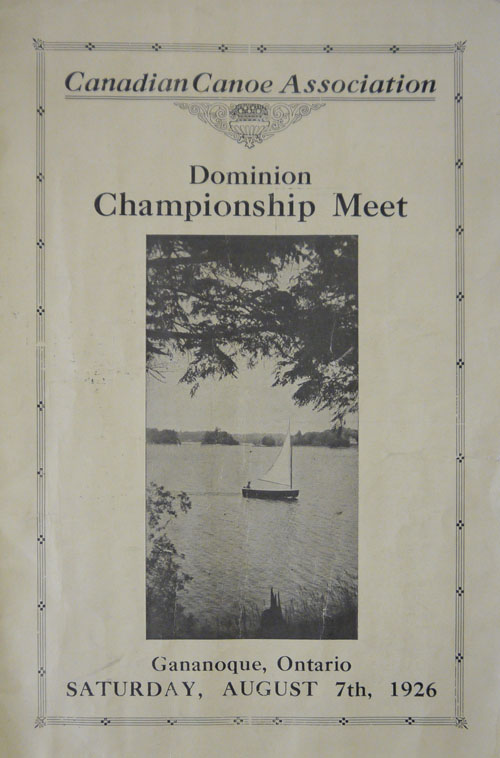 Canadian Canoe Association
Dominion
Championship Meet
Gananoque, Ontario
SATURDAY, AUGUST 7th, 1926